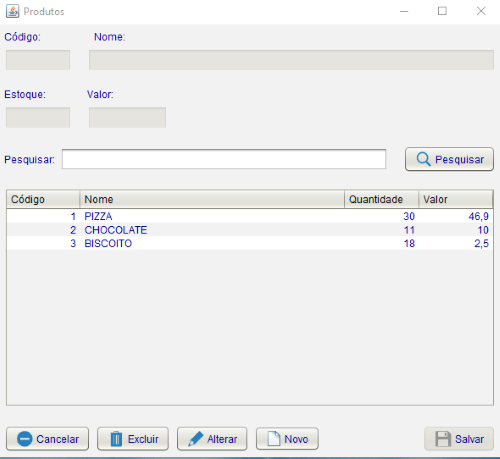 Produtos
Código: Nome:
Estoque: Valor:
Pesquisar: Pesquisar
Código Nome Quantidade Valor
1 PIZZA 30 46,9
2 CHOCOLATE 11 10
3 BISCOITO 18 2,5
Cancelar Excluir Alterar Novo Salvar